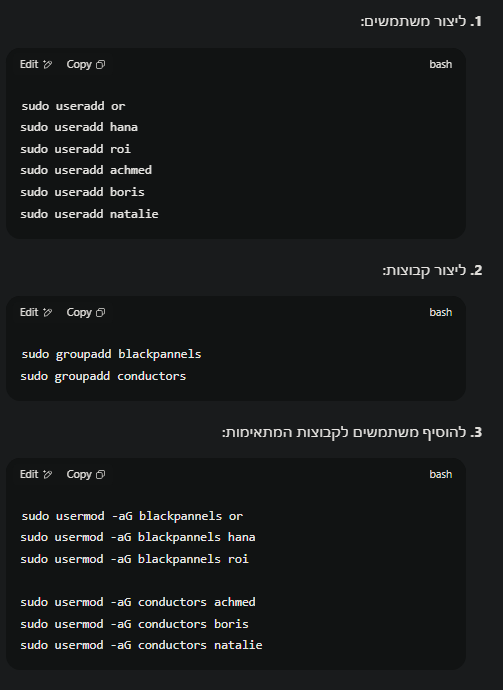 1. ליצור משתמשים:
Edit Copy bash
sudo useradd or
sudo useradd hana
sudo useradd roi
sudo useradd achmed
sudo useradd boris
sudo useradd natalie
2. ליצור קבוצות:
Edit Copy bash
sudo groupadd blackpannels
sudo groupadd conductors
3. להוסיף משתמשים לקבוצות המתאימות:
Edit Copy bash
sudo usermod -aG blackpannels or
sudo usermod -aG blackpannels hana
sudo usermod -aG blackpannels roi
sudo usermod -aG conductors achmed
sudo usermod -aG conductors boris
sudo usermod -aG conductors natalie